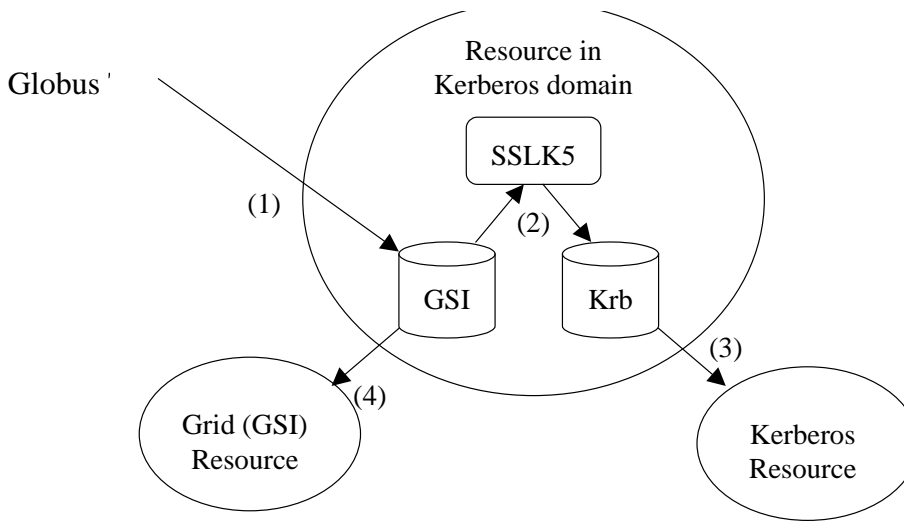 Globus
Resource in
Kerberos domain
SSLK5
(1)
(2)
GSI
Krb
(3)
(4)
Grid (GSI)
Resource
Kerberos
Resource